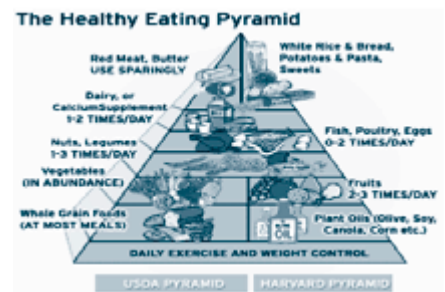 The Healthy Eating Pyramid
Red Meat, Butter
USE SPARINGLY
White Rice & Bread,
Potatoes & Pasta,
Sweets
Dairy, or
CalciumSupplement
1-2 TIMES/DAY
Fish, Poultry, Eggs
0-2 TIMES/DAY
Nuts, Legumes
1-3 TIMES/DAY
Vegetables
(IN ABUNDANCE)
Fruits
2-3 TIMES/DAY
Whole Grain Foods
(AT MOST MEALS)
Plant Oils (Olive, Soy,
Canola, Corn etc.)
OIL
DAILY EXERCISE AND WEIGHT CONTROL
USDA PYRAMID
HARVARD PYRAMID